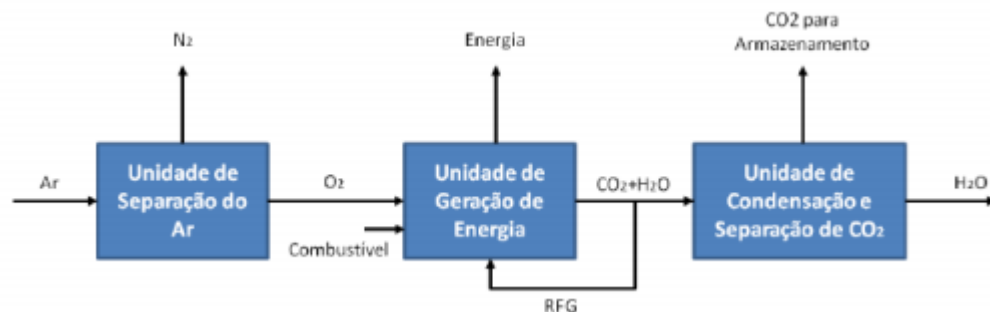 N₂
Energia
CO2 para
Armazenamento
Ar
Unidade de
Separação do
Ar
O₂
Combustível
Unidade de
Geração de
Energia
CO₂+H₂O
RFG
Unidade de
Condensação e
Separação de CO₂
H₂O